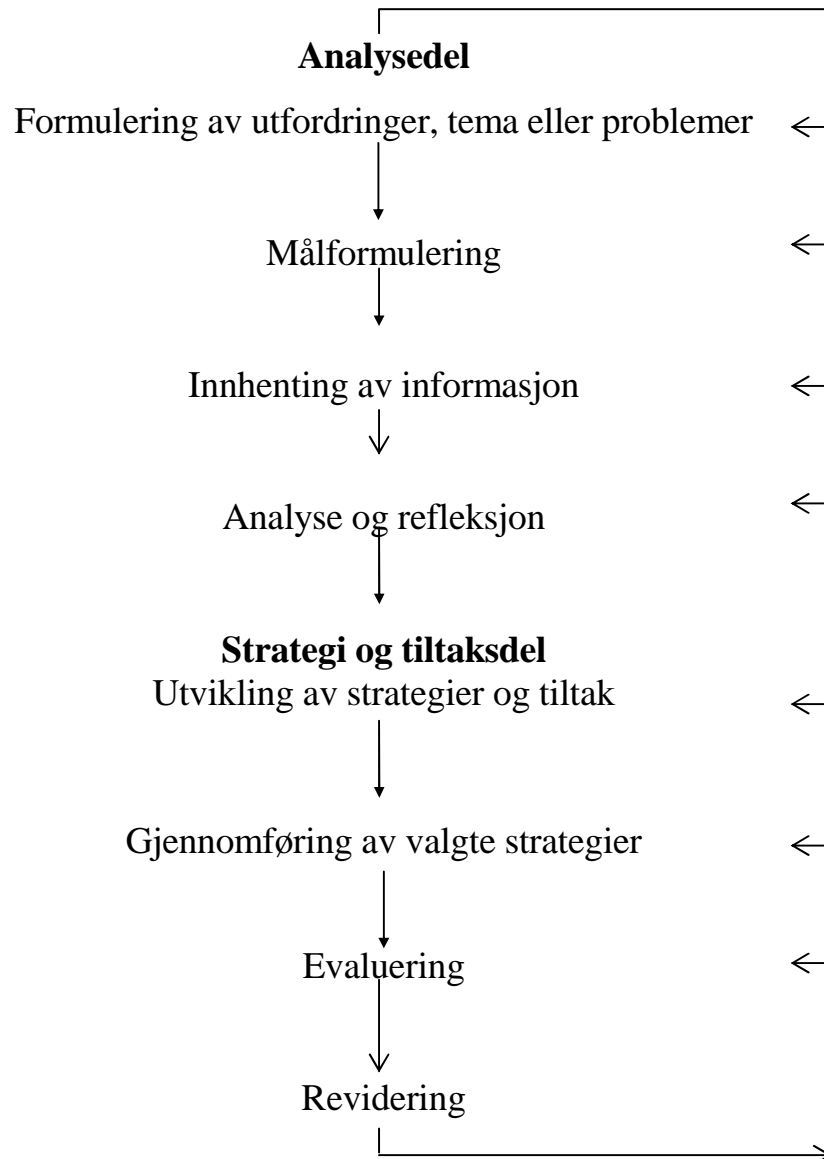 Analysedel
Formulering av utfordringer, tema eller problemer
Målformulering
Innhenting av informasjon
Analyse og refleksjon
Strategi og tiltaksdel
Utvikling av strategier og tiltak
Gjennomføring av valgte strategier
Evaluering
Revidering